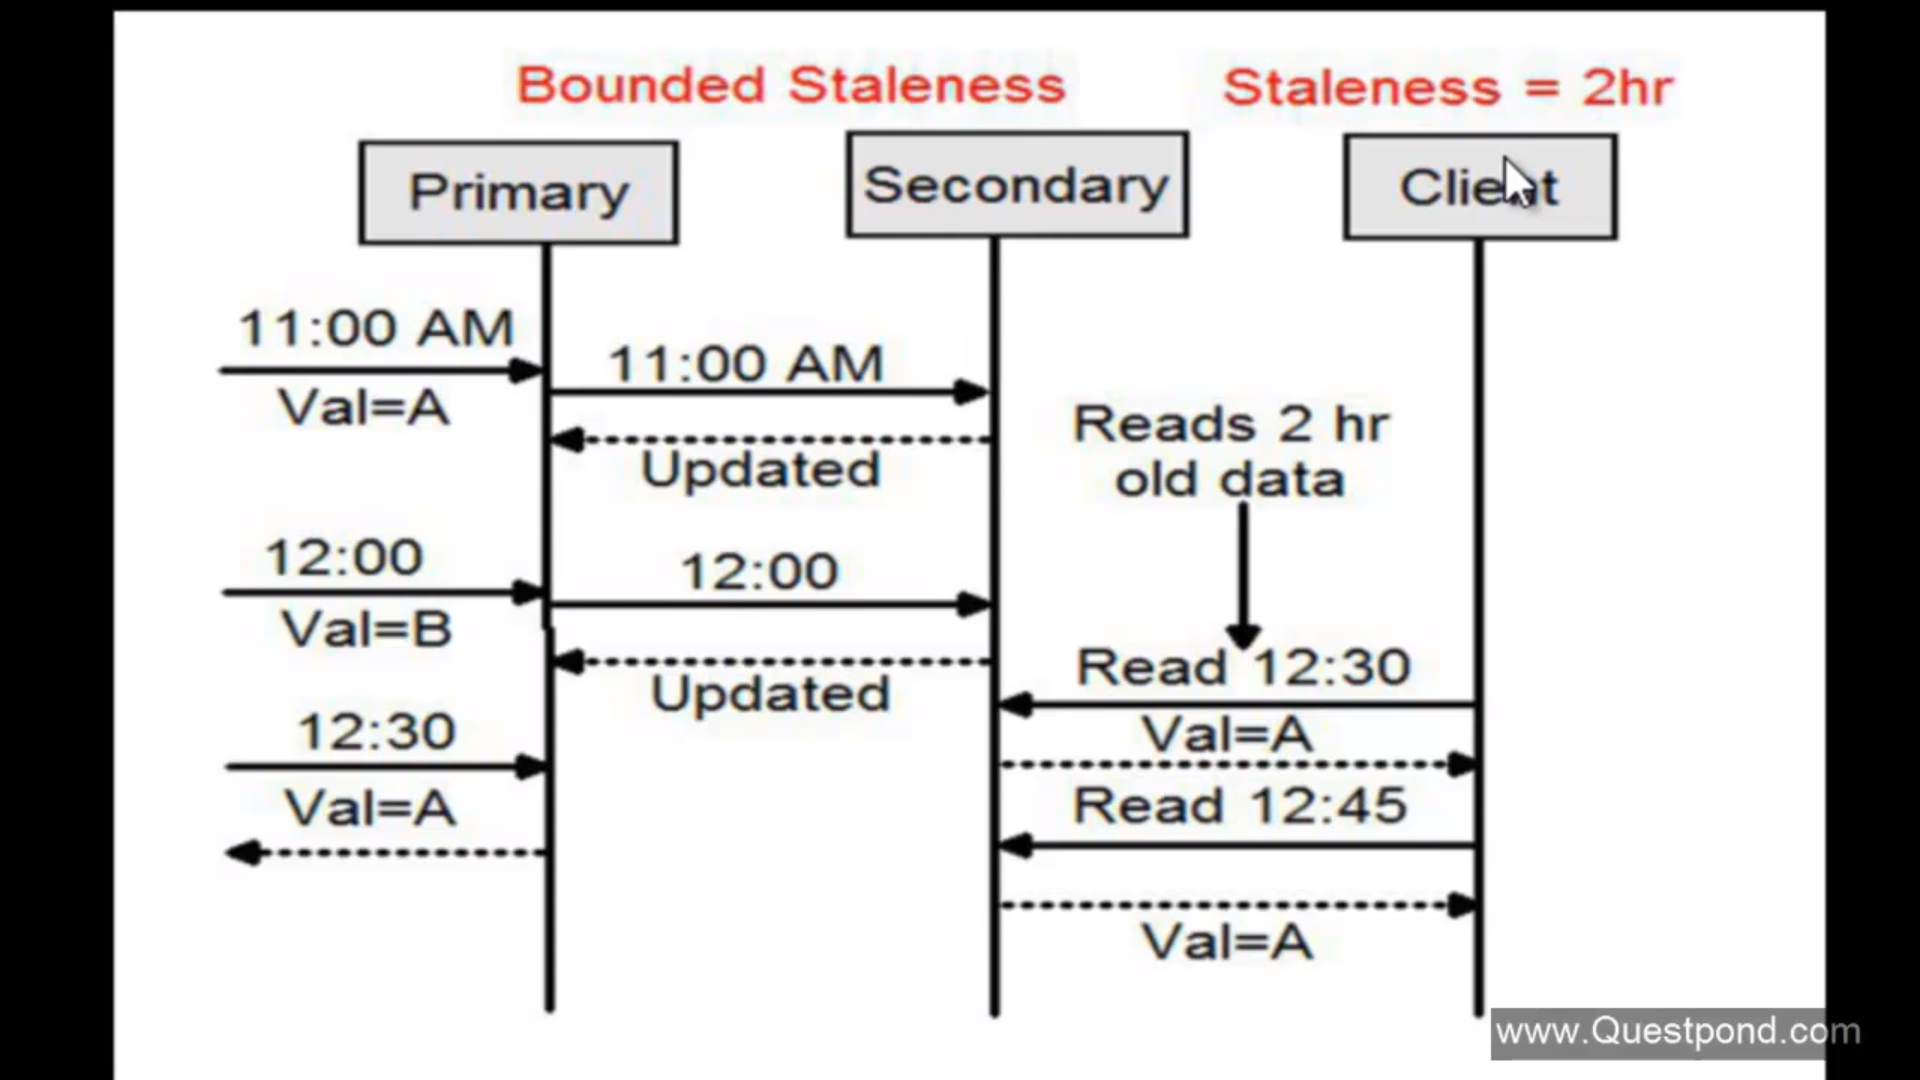 Bounded Staleness
Staleness = 2hr
Primary
Secondary
Client
11:00 AM
Val=A
11:00 AM
Updated
Reads 2 hr
old data
12:00
Val=B
12:00
Updated
Read 12:30
Val=A
12:30
Val=A
Read 12:45
Val=A
www.Questpond.com